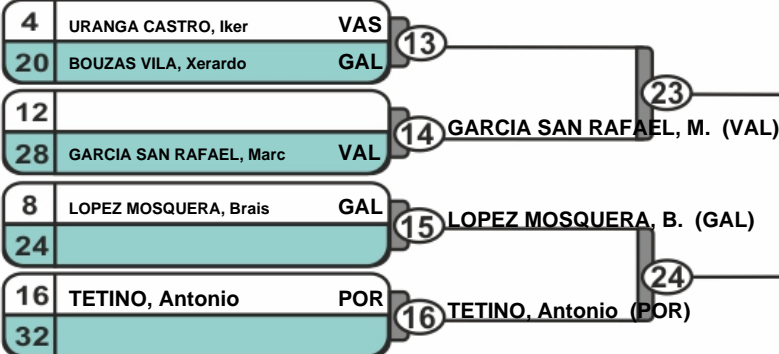 4 URANGA CASTRO, Iker VAS
13
20 BOUZAS VILA, Xerardo GAL
23
12
14 GARCIA SAN RAFAEL, M. (VAL)
28 GARCIA SAN RAFAEL, Marc VAL
8 LOPEZ MOSQUERA, Brais GAL
15 LOPEZ MOSQUERA, B. (GAL)
24
24
16 TETINO, Antonio POR
16 TETINO, Antonio (POR)
32